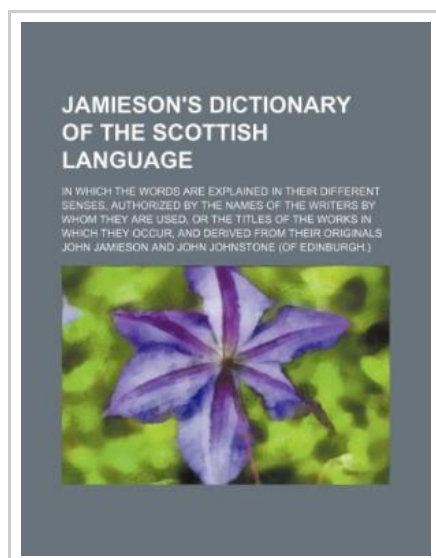 JAMIESON'S DICTIONARY
OF THE SCOTTISH
LANGUAGE
IN WHICH THE WORDS ARE EXPLAINED IN THEIR DIFFERENT
SENSES, AUTHORIZED BY THE NAMES OF THE WRITERS BY
WHOM THEY ARE USED, OR THE TITLES OF THE WORKS IN
WHICH THEY OCCUR, AND DERIVED FROM THEIR ORIGINALS
JOHN JAMIESON AND JOHN JOHNSTONE (OF EDINBURGH.)